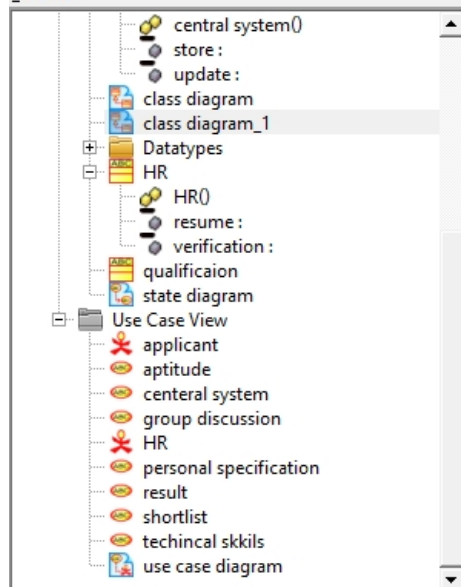 central system()
store :
update :
class diagram
class diagram_1
Datatypes
HR
HR()
resume :
verification :
qualificaion
state diagram
Use Case View
applicant
aptitude
centeral system
group discussion
HR
personal specification
result
shortlist
techincal skkils
use case diagram